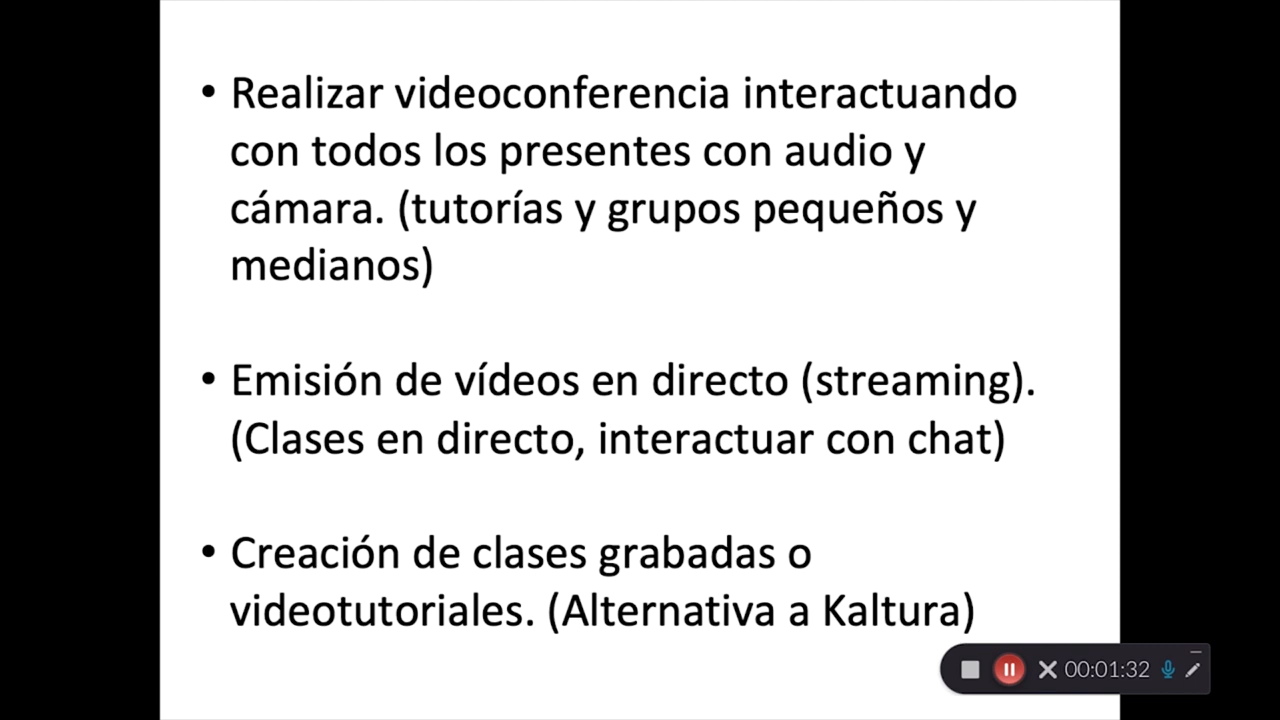 • Realizar videoconferencia interactuando
con todos los presentes con audio y
cámara. (tutorías y grupos pequeños y
medianos)
• Emisión de vídeos en directo (streaming).
(Clases en directo, interactuar con chat)
• Creación de clases grabadas o
videotutoriales. (Alternativa a Kaltura)
00:01:32